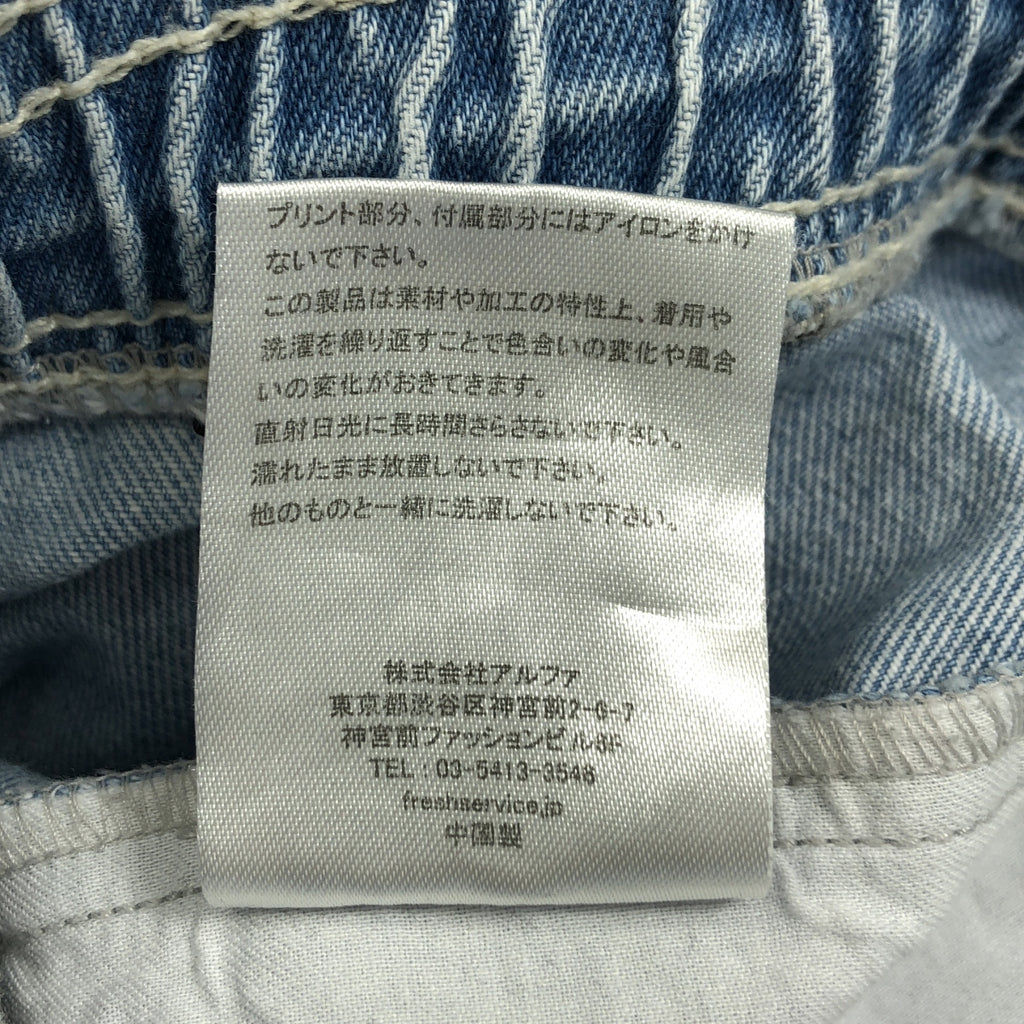 プリント部分、付属部分にはアイロンをかけ
ないで下さい。
この製品は素材や加工の特性上、着用や
洗濯を繰り返すことで色合いの変化や風合
いの変化がおきてきます。
直射日光に長時間さらさないで下さい。
濡れたまま放置しないで下さい。
他のものと一緒に洗濯しないで下さい。
株式会社アルファ
東京都渋谷区神宮前2-6-7
神宮前ファッションビル
TEL : 03-5413-3546
freshservice.jp
中国製